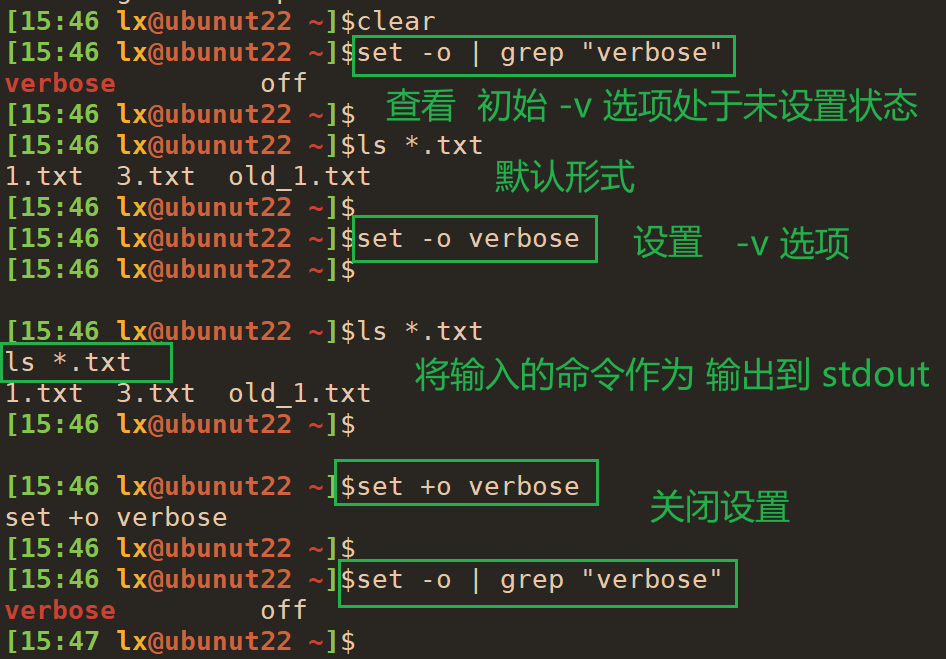 [15:46 lx@ubunut22 ~]$clear
[15:46 lx@ubunut22 ~]$set -o | grep "verbose"
verbose         off
查看 初始 -v 选项处于未设置状态
[15:46 lx@ubunut22 ~]$
[15:46 lx@ubunut22 ~]$ls *.txt
1.txt  3.txt  old_1.txt
默认形式
[15:46 lx@ubunut22 ~]$
[15:46 lx@ubunut22 ~]$set -o verbose
设置 -v 选项
[15:46 lx@ubunut22 ~]$
[15:46 lx@ubunut22 ~]$ls *.txt
ls *.txt
将输入的命令作为 输出到 stdout
1.txt  3.txt  old_1.txt
[15:46 lx@ubunut22 ~]$
[15:46 lx@ubunut22 ~]$set +o verbose
关闭设置
set +o verbose
[15:46 lx@ubunut22 ~]$
[15:46 lx@ubunut22 ~]$set -o | grep "verbose"
verbose         off
[15:47 lx@ubunut22 ~]$